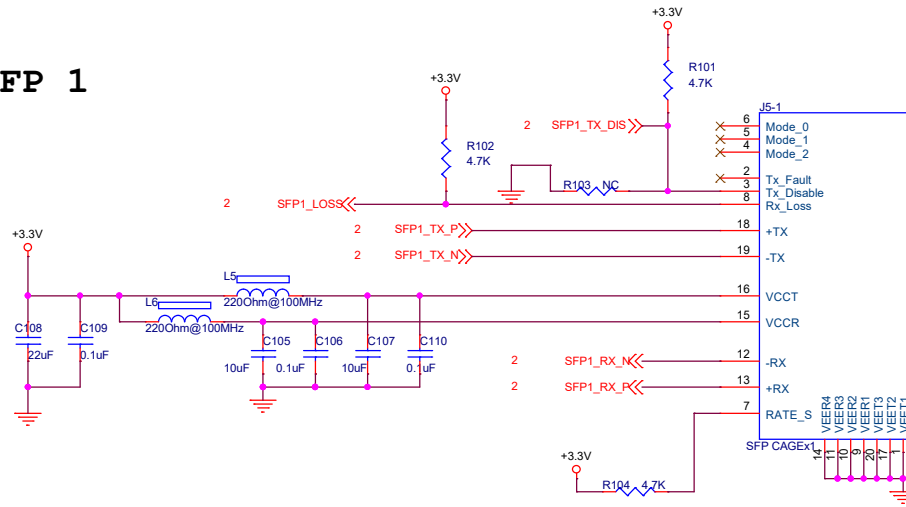 +3.3V
FP 1
R101
4.7K
+3.3V
J5-1
2 SFP1_TX_DIS
6 Mode_0
5 Mode_1
4 Mode_2
R102
4.7K
2 Tx_Fault
R103 NC
3 Tx_Disable
2 SFP1_LOSS
8 Rx_Loss
2 SFP1_TX_P
18 +TX
+3.3V
2 SFP1_TX_N
19 -TX
L5
220Ohm@100MHz
16 VCCT
L6
220Ohm@100MHz
15 VCCR
C108
22uF
C109
0.1uF
C105
10uF
C106
0.1uF
C107
10uF
C110
0.1uF
2 SFP1_RX_N
12 -RX
2 SFP1_RX_P
13 +RX
7 RATE_S
VEER4
VEER3
VEER2
VEER1
VEET3
VEET2
VEET1
SFP CAGEx1
14
11
10
9
20
17
1
+3.3V
R104 4.7K